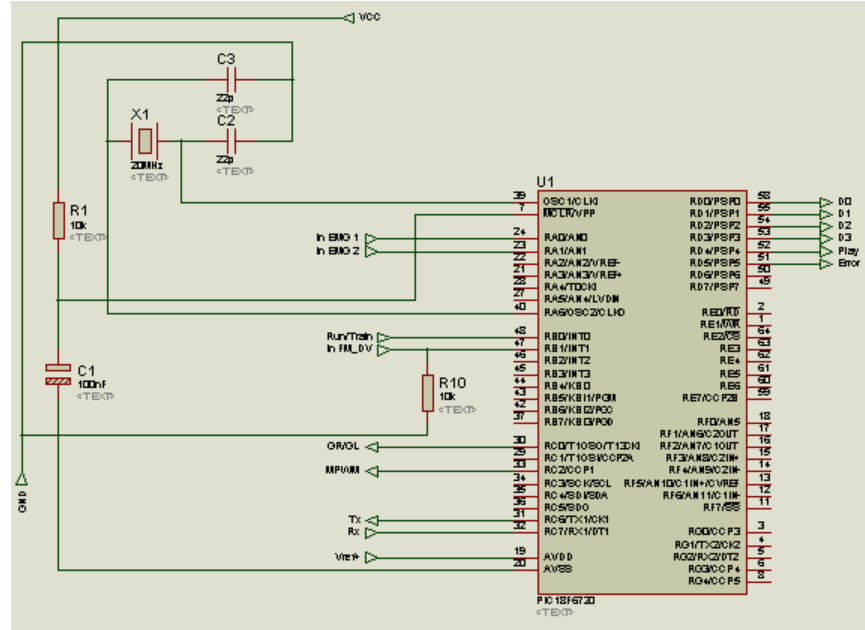 VCC
C3
22p
<TEXT>
X1
C2
20MHz
<TEXT>
22p
<TEXT>
R1
10k
<TEXT>
C1
100nF
<TEXT>
GND
R10
10k
<TEXT>
In EMG 1
In EMG 2
Run/Train
In FM_DV
GR/GL
Tx
Rx
Vref+
U1
39 OSC1/CLKI
7 MCLR/VPP
24 RA0/AN0
23 RA1/AN1
22 RA2/AN2/VREF-
21 RA3/AN3/VREF+
28 RA4/T0CKI
27 RA5/AN4/LVDIN
40 RA6/OSC2/CLKO
48 RB0/INT0
47 RB1/INT1
46 RB2/INT2
45 RB3/INT3
44 RB4/KBI0
43 RB5/KBI1/PGM
42 RB6/KBI2/PGC
37 RB7/KBI3/PGD
30 RC0/T1OSO/T13CKI
29 RC1/T1OSI/CCP2A
33 RC2/CCP1
34 RC3/SCK/SCL
35 RC4/SDI/SDA
36 RC5/SDO
31 RC6/TX1/CK1
32 RC7/RX1/DT1
19 AVDD
20 AVSS
RD0/PSP0 58 D0
RD1/PSP1 55 D1
RD2/PSP2 54 D2
RD3/PSP3 53 D3
RD4/PSP4 52 Play
RD5/PSP5 51 Error
RD6/PSP6 50
RD7/PSP7 49
RE0/RD 2
RE1/WR 1
RE2/CS 64
RE3 63
RE4 62
RE5 61
RE6 60
RE7/CCP2B 59
RF0/AN5 18
RF1/AN6/C2OUT 17
RF2/AN7/C1OUT 16
RF3/AN8/C2IN+ 15
RF4/AN9/C2IN- 14
RF5/AN10/C1IN+/CVREF 13
RF6/AN11/C1IN- 12
RF7/SS 11
RG0/CCP3 3
RG1/TX2/CK2 4
RG2/RX2/DT2 5
RG3/CCP4 6
RG4/CCP5 8
PIC18F6720
<TEXT>